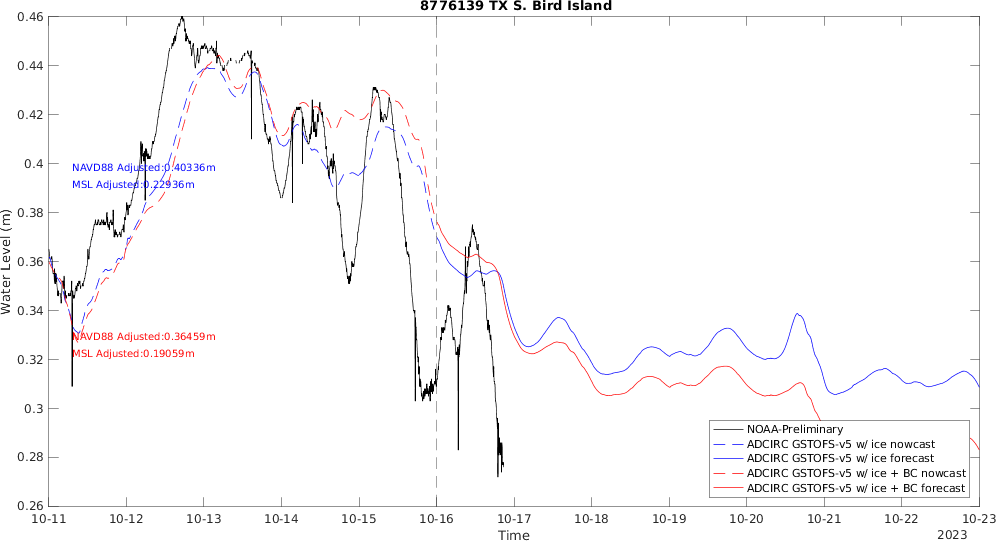 8776139 TX S. Bird Island
0.46
0.44
0.42
0.4
0.38
0.36
0.34
0.32
0.3
0.28
0.26
Water Level (m)
NAVD88 Adjusted:0.40336m
MSL Adjusted:0.22936m
NAVD88 Adjusted:0.36459m
MSL Adjusted:0.19059m
NOAA-Preliminary
ADCIRC GSTOFS-v5 w/ ice nowcast
ADCIRC GSTOFS-v5 w/ ice forecast
ADCIRC GSTOFS-v5 w/ ice + BC nowcast
ADCIRC GSTOFS-v5 w/ ice + BC forecast
10-11 10-12 10-13 10-14 10-15 10-16 10-17 10-18 10-19 10-20 10-21 10-22 10-23
Time
2023